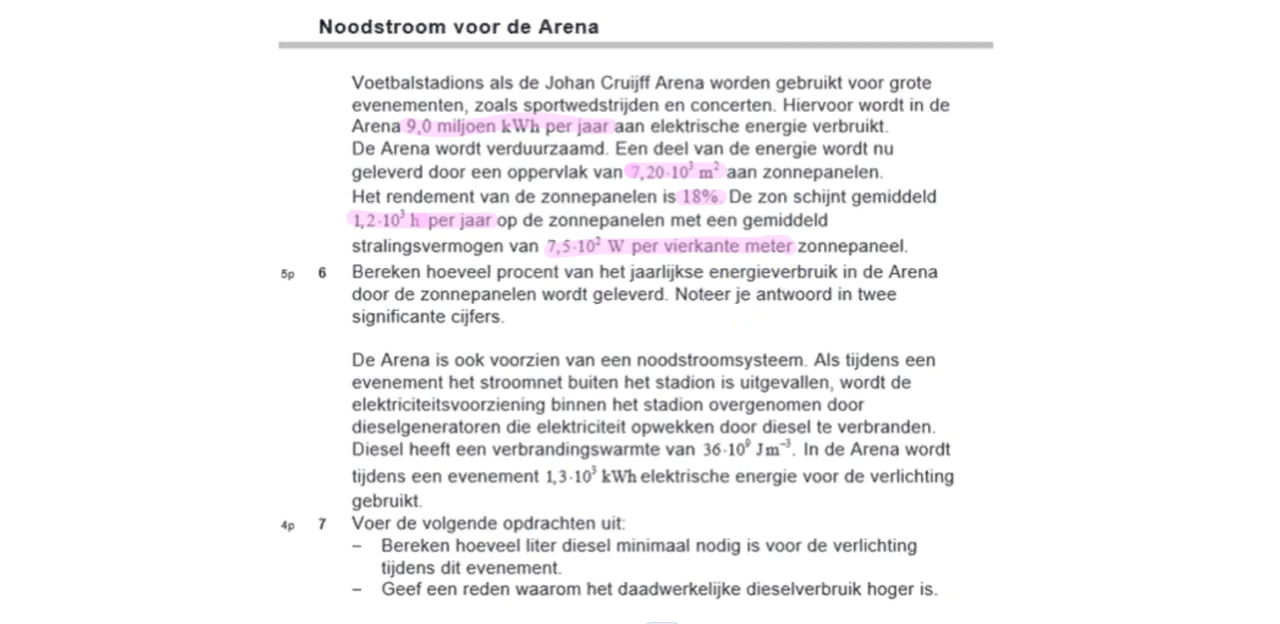 Noodstroom voor de Arena
Voetbalstadions als de Johan Cruijff Arena worden gebruikt voor grote
evenementen, zoals sportwedstrijden en concerten. Hiervoor wordt in de
Arena 9,0 miljoen kWh per jaar aan elektrische energie verbruikt.
De Arena wordt verduurzaamd. Een deel van de energie wordt nu
geleverd door een oppervlak van 7,20·10³ m² aan zonnepanelen.
Het rendement van de zonnepanelen is 18%. De zon schijnt gemiddeld
1,2·10³ h per jaar op de zonnepanelen met een gemiddeld
stralingsvermogen van 7,5·10² W per vierkante meter zonnepaneel.
5p 6 Bereken hoeveel procent van het jaarlijkse energieverbruik in de Arena
door de zonnepanelen wordt geleverd. Noteer je antwoord in twee
significante cijfers.
De Arena is ook voorzien van een noodstroomsysteem. Als tijdens een
evenement het stroomnet buiten het stadion is uitgevallen, wordt de
elektriciteitsvoorziening binnen het stadion overgenomen door
dieselgeneratoren die elektriciteit opwekken door diesel te verbranden.
Diesel heeft een verbrandingswarmte van 36·10⁹ Jm⁻³. In de Arena wordt
tijdens een evenement 1,3·10³ kWh elektrische energie voor de verlichting
gebruikt.
4p 7 Voer de volgende opdrachten uit:
– Bereken hoeveel liter diesel minimaal nodig is voor de verlichting
tijdens dit evenement.
– Geef een reden waarom het daadwerkelijke dieselverbruik hoger is.